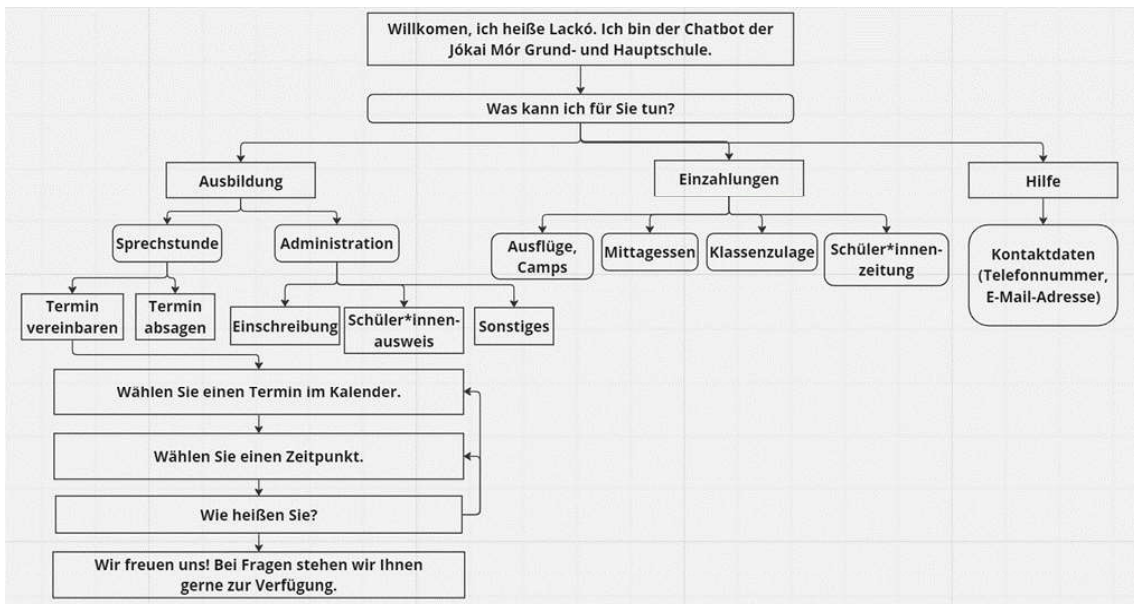 Willkommen, ich heiße Lackó. Ich bin der Chatbot der
Jókai Mór Grund- und Hauptschule.
Was kann ich für Sie tun?
Ausbildung
Einzahlungen
Hilfe
Sprechstunde
Administration
Ausflüge,
Camps
Mittagessen
Klassenzulage
Schüler*innen-
zeitung
Kontaktdaten
(Telefonnummer,
E-Mail-Adresse)
Termin
vereinbaren
Termin
absagen
Einschreibung
Schüler*innen-
ausweis
Sonstiges
Wählen Sie einen Termin im Kalender.
Wählen Sie einen Zeitpunkt.
Wie heißen Sie?
Wir freuen uns! Bei Fragen stehen wir Ihnen
gerne zur Verfügung.